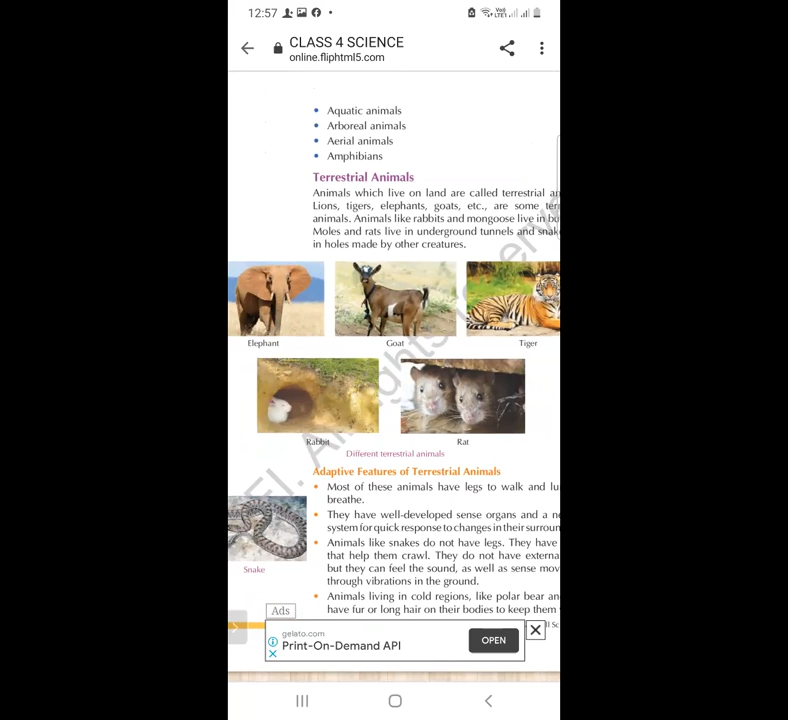 12:57
Vo))
LTE1
CLASS 4 SCIENCE
online.fliphtml5.com
• Aquatic animals
• Arboreal animals
• Aerial animals
• Amphibians
Terrestrial Animals
Animals which live on land are called terrestrial
Lions, tigers, elephants, goats, etc., are some
animals. Animals like rabbits and mongoose live in
Moles and rats live in underground tunnels and
in holes made by other creatures.
Elephant
Goat
Tiger
Rabbit
Rat
Different terrestrial animals
Adaptive Features of Terrestrial Animals
• Most of these animals have legs to walk and
breathe.
• They have well-developed sense organs and a
system for quick response to changes in their
• Animals like snakes do not have legs. They have
that help them crawl. They do not have
but they can feel the sound, as well as sense
through vibrations in the ground.
Snake
• Animals living in cold regions, like polar bear
have fur or long hair on their bodies to keep them
Ads
gelato.com
Print-On-Demand API
OPEN